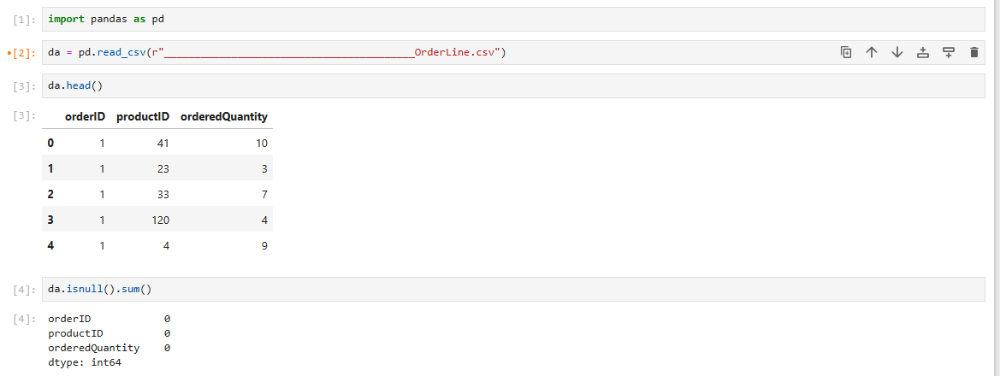 [1]: import pandas as pd
[2]: da = pd.read_csv(r"_________________________________________OrderLine.csv")
[3]: da.head()
[3]: orderID productID orderedQuantity
0 1 41 10
1 1 23 3
2 1 33 7
3 1 120 4
4 1 4 9
[4]: da.isnull().sum()
[4]: orderID 0
productID 0
orderedQuantity 0
dtype: int64